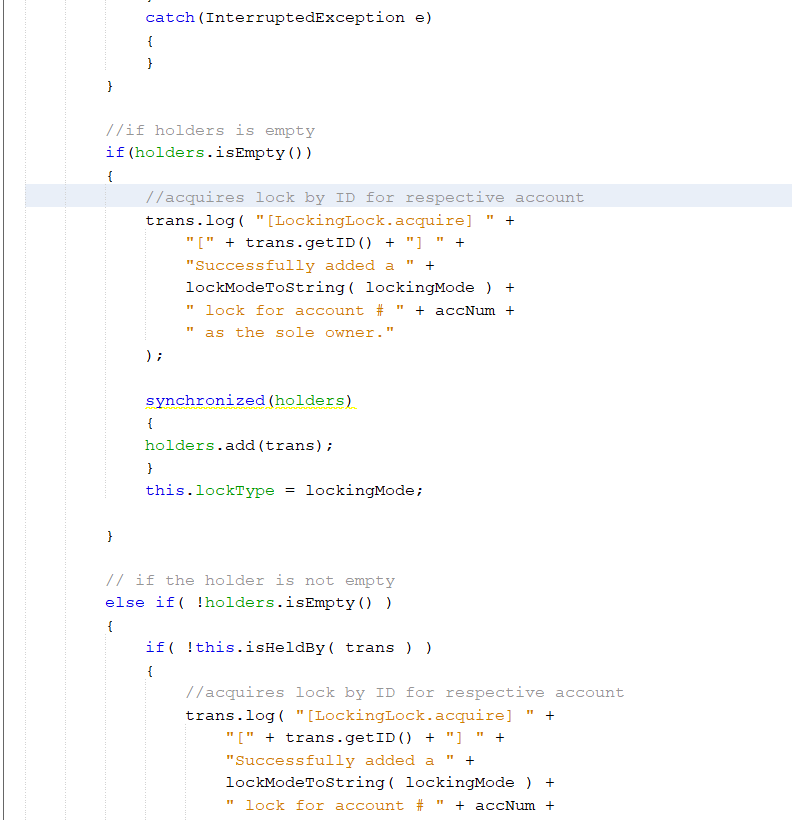 catch(InterruptedException e)
{
}
}
//if holders is empty
if(holders.isEmpty())
{
//acquires lock by ID for respective account
trans.log( "[LockingLock.acquire] " +
"[" + trans.getID() + "] " +
"Successfully added a " +
lockModeToString( lockingMode ) +
" lock for account # " + accNum +
" as the sole owner."
);
synchronized(holders)
{
holders.add(trans);
}
this.lockType = lockingMode;
}
// if the holder is not empty
else if( !holders.isEmpty() )
{
if( !this.isHeldBy( trans ) )
{
//acquires lock by ID for respective account
trans.log( "[LockingLock.acquire] " +
"[" + trans.getID() + "] " +
"Successfully added a " +
lockModeToString( lockingMode ) +
" lock for account # " + accNum +